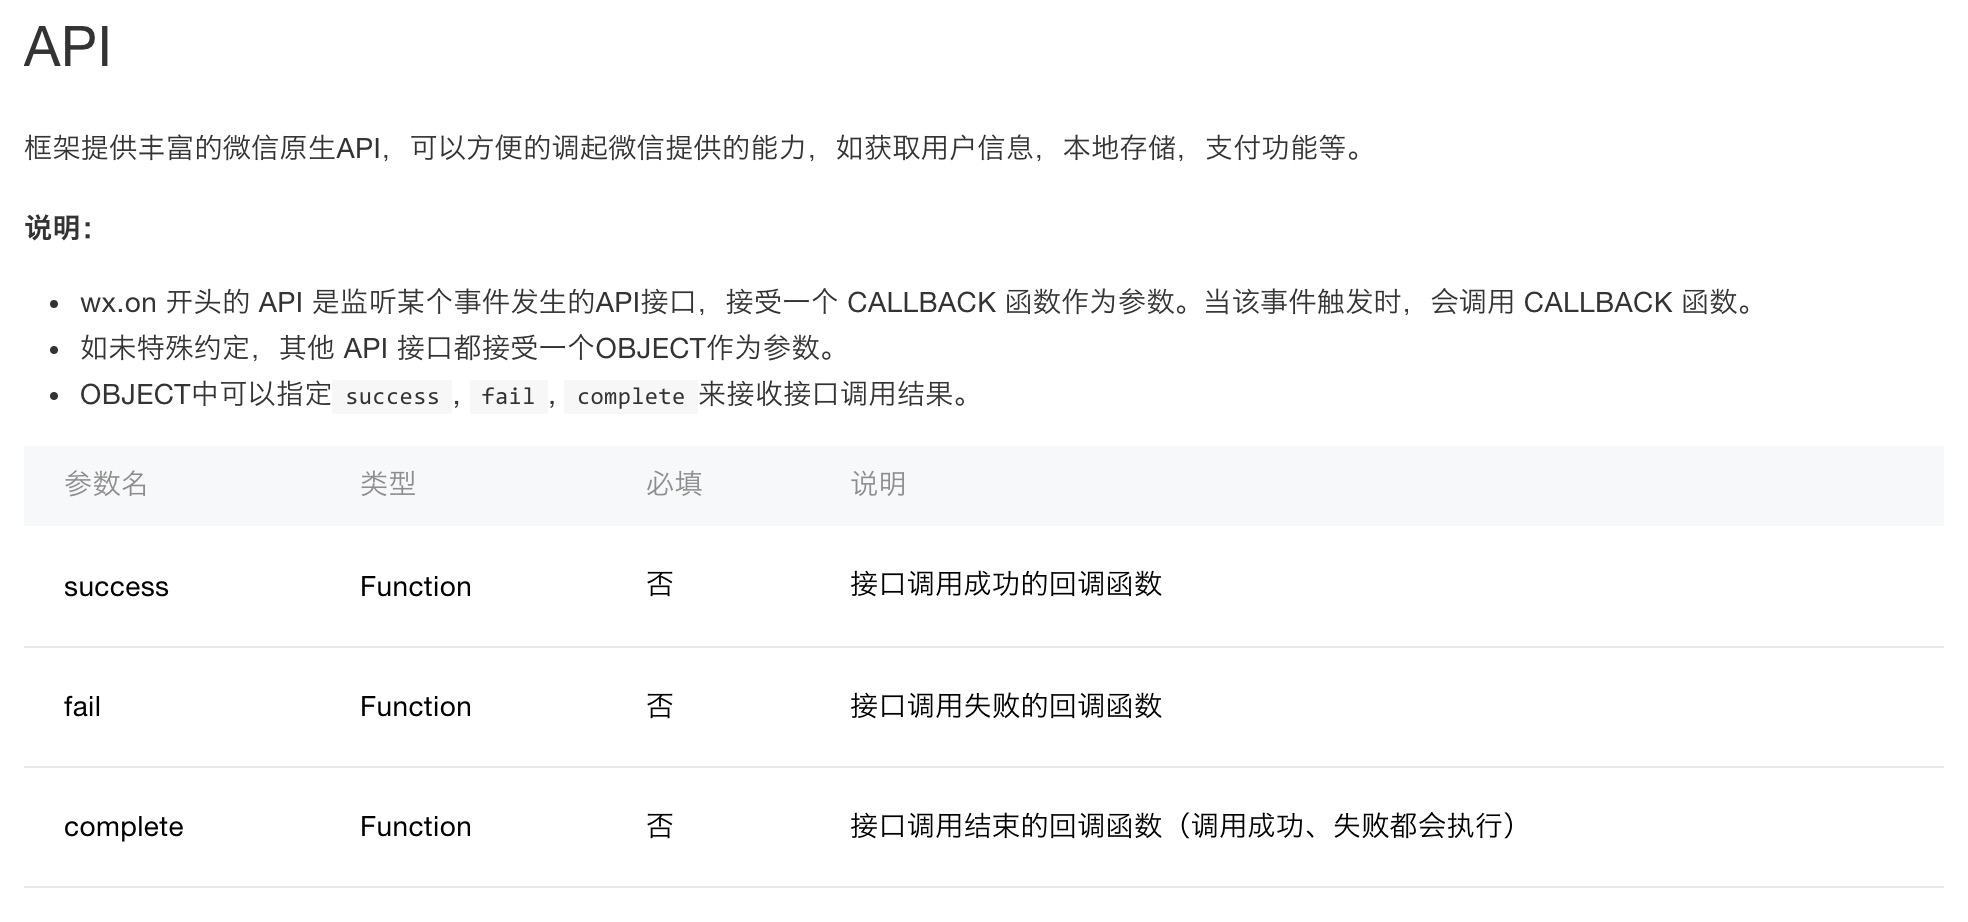 API
框架提供丰富的微信原生API，可以方便的调起微信提供的能力，如获取用户信息，本地存储，支付功能等。
说明：
• wx.on 开头的 API 是监听某个事件发生的API接口，接受一个 CALLBACK 函数作为参数。当该事件触发时，会调用 CALLBACK 函数。
• 如未特殊约定，其他 API 接口都接受一个OBJECT作为参数。
• OBJECT中可以指定 success , fail , complete 来接收接口调用结果。
参数名 类型 必填 说明
success Function 否 接口调用成功的回调函数
fail Function 否 接口调用失败的回调函数
complete Function 否 接口调用结束的回调函数（调用成功、失败都会执行）